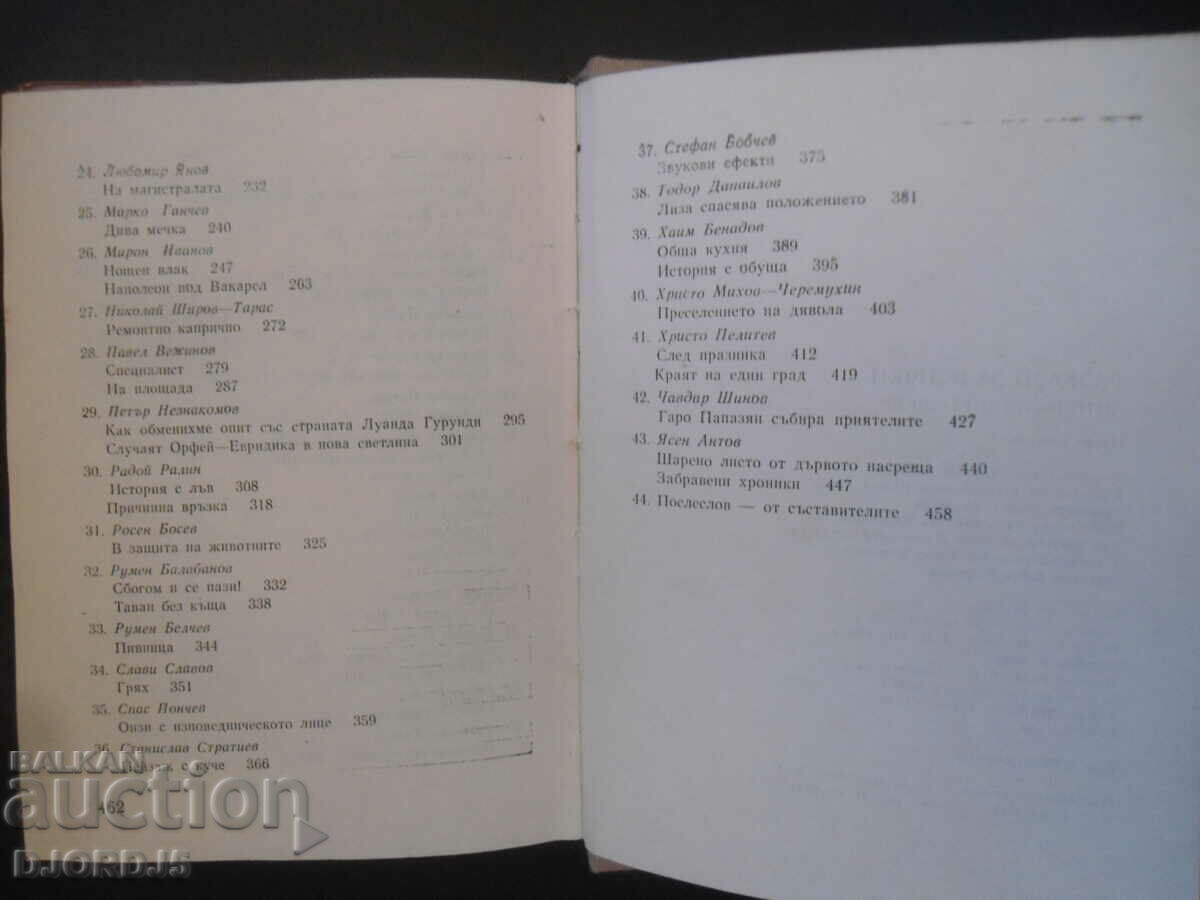 24. Любомир Янов
На магистралата 232
25. Марко Ганчев
Дива мечка 240
26. Мирон Иванов
Нощен влак 247
Наполеон под Вакарел 263
27. Николай Широв—Тарас
Ремонтно капричио 272
28. Павел Вежинов
Специалист 279
На площада 287
29. Петър Незнакомов
Как обменихме опит със страната Луанда Гурунди 295
Случаят Орфей—Евридика в нова светлина 301
30. Радой Ралин
История с лъв 308
Причинна връзка 318
31. Росен Босев
В защита на животните 325
32. Румен Балабанов
Сбогом и се пази! 332
Таван без къща 338
33. Румен Белчев
Пивница 344
34. Слави Славов
Грях 351
35. Спас Пончев
Онзи с изповедническото лице 359
36. Станислав Стратиев
Пейзаж с куче 366
462
37. Стефан Бобчев
Звукови ефекти 375
38. Тодор Данаилов
Лиза спасява положението 381
39. Хаим Бенадов
Обща кухня 389
История с обуща 395
40. Христо Михов—Черемухин
Преселението на дявола 403
41. Христо Пелитев
След празника 412
Краят на един град 419
42. Чавдар Шинов
Гаро Папазян събира приятелите 427
43. Ясен Антов
Шарено листо от дървото насреща 440
Забравени хроники 447
44. Послеслов — от съставителите 458
BALKAN
auction
DJORDJ5